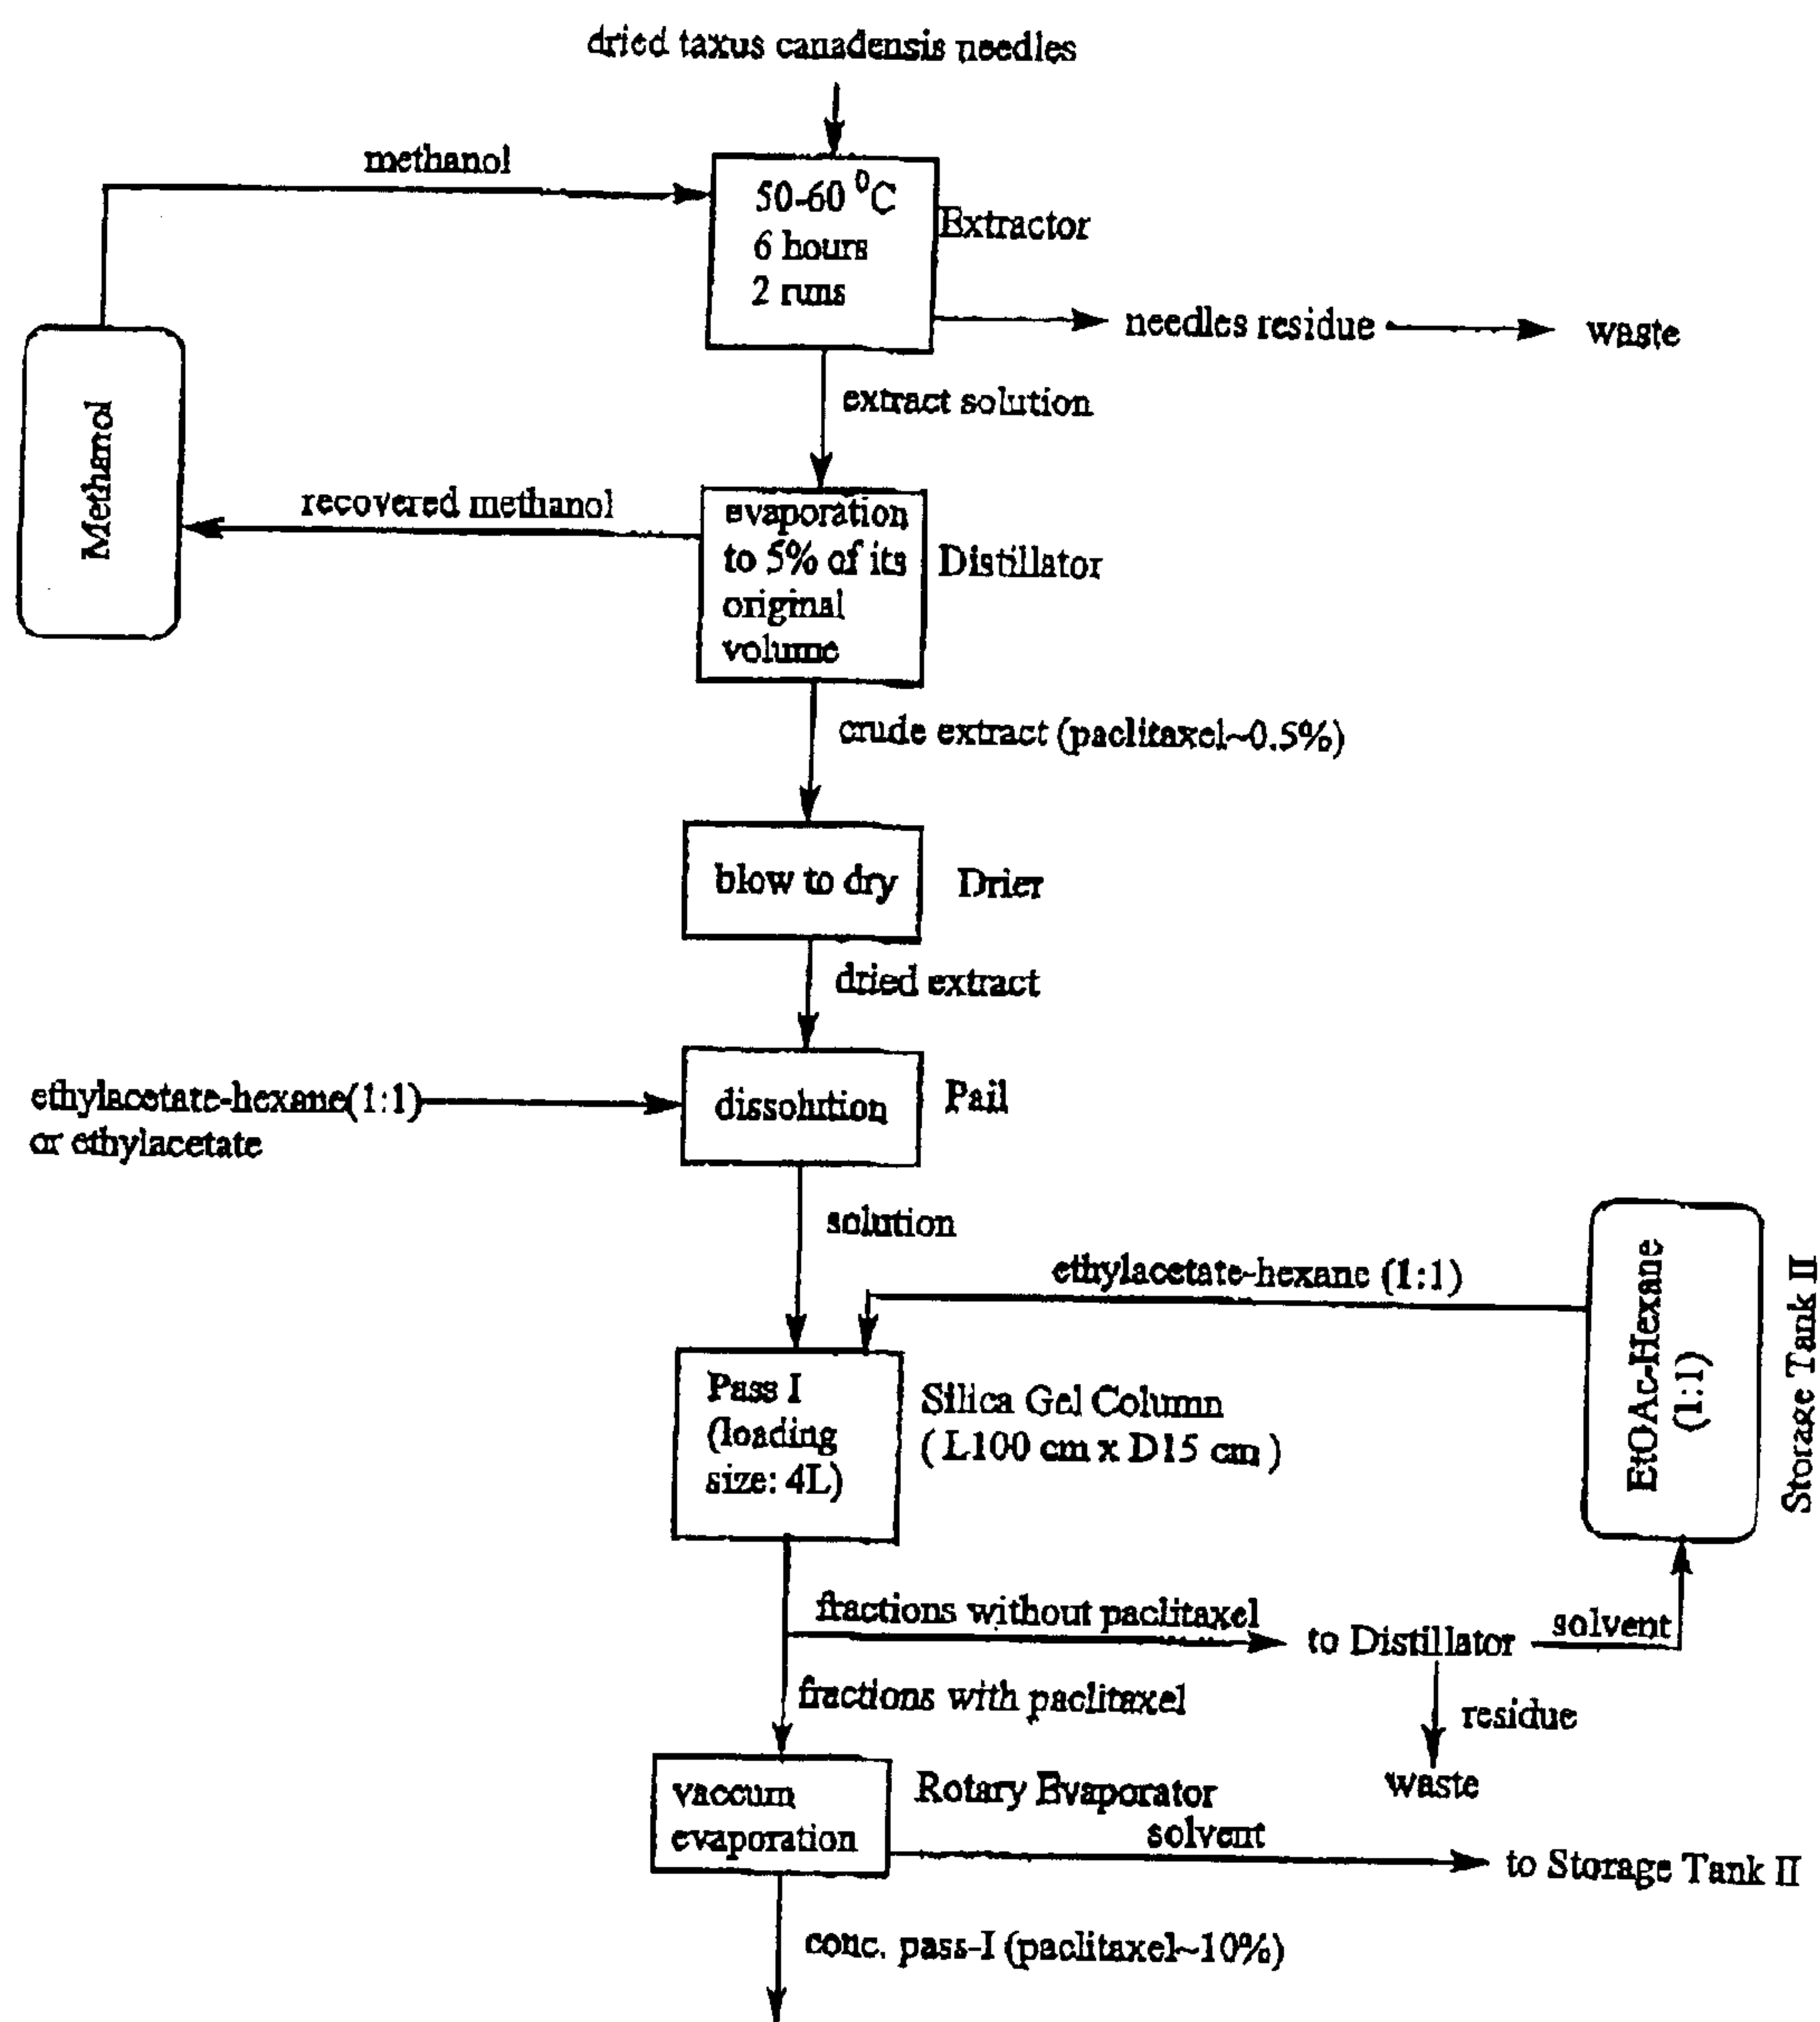 dried taxus canadensis needles
methanol
50-60 ⁰C
6 hours
2 runs
Extractor
needles residue
waste
extract solution
Methanol
recovered methanol
evaporation
to 5% of its
original
volume
Distillator
crude extract (paclitaxel~0.5%)
blow to dry
Drier
dried extract
ethylacetate-hexane(1:1)
or ethylacetate
dissolution
Pail
solution
ethylacetate-hexane (1:1)
EtOAc-Hexane
(1:1)
Storage Tank II
Pass I
(loading
size: 4L)
Silica Gel Column
( L100 cm x D15 cm )
fractions without paclitaxel
to Distillator
solvent
fractions with paclitaxel
residue
waste
vaccum
evaporation
Rotary Evaporator
solvent
to Storage Tank II
conc. pass-I (paclitaxel~10%)